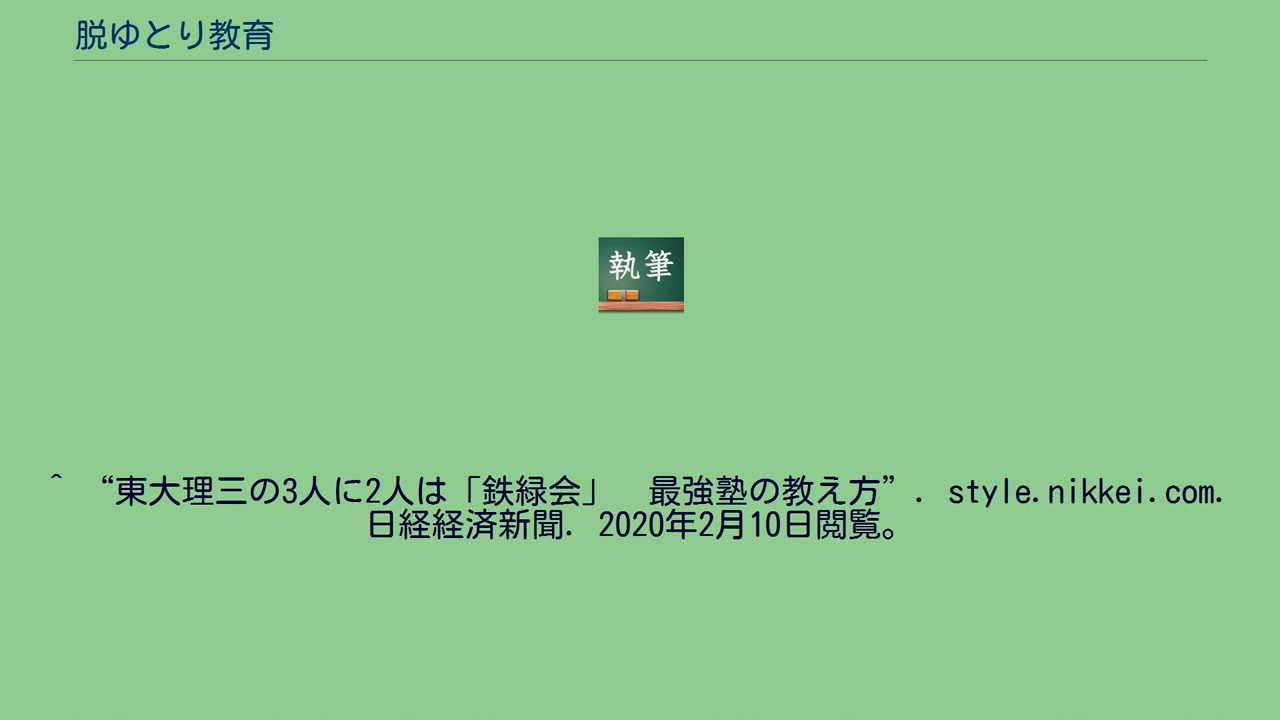 脱ゆとり教育
執筆
^ “東大理三の3人に2人は「鉄緑会」　最強塾の教え方”. style.nikkei.com.
日経経済新聞. 2020年2月10日閲覧。